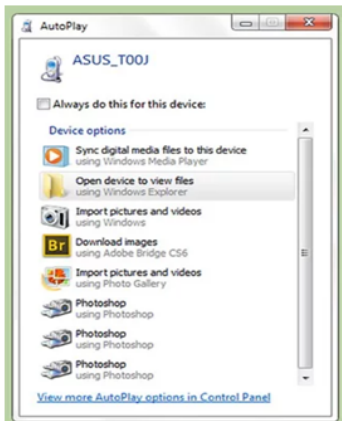 AutoPlay
ASUS_T00J
Always do this for this device:
Device options
Sync digital media files to this device
using Windows Media Player
Open device to view files
using Windows Explorer
Import pictures and videos
using Windows
Br
Download images
using Adobe Bridge CS6
Import pictures and videos
using Photo Gallery
Photoshop
using Photoshop
Photoshop
using Photoshop
Photoshop
using Photoshop
View more AutoPlay options in Control Panel